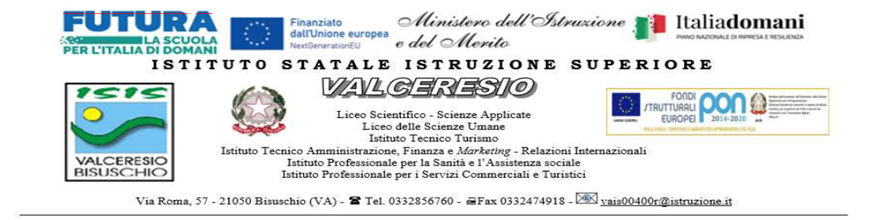 FUTURA
LA SCUOLA
PER L'ITALIA DI DOMANI
Finanziato
dall'Unione europea
NextGenerationEU
Ministero dell'Istruzione
e del Merito
Italiadomani
PIANO NAZIONALE DI RIPRESA E RESILIENZA
ISTITUTO STATALE ISTRUZIONE SUPERIORE
VALCERESIO
ISIS
VALCERESIO
BISUSCHIO
Liceo Scientifico - Scienze Applicate
Liceo delle Scienze Umane
Istituto Tecnico Turismo
Istituto Tecnico Amministrazione, Finanza e Marketing - Relazioni Internazionali
Istituto Professionale per la Sanità e l'Assistenza sociale
Istituto Professionale per i Servizi Commerciali e Turistici
FONDI
STRUTTURALI
EUROPEI
pon
2014-2020
Via Roma, 57 - 21050 Bisuschio (VA) - ☎ Tel. 0332856760 - Fax 0332474918 - vais00400r@istruzione.it